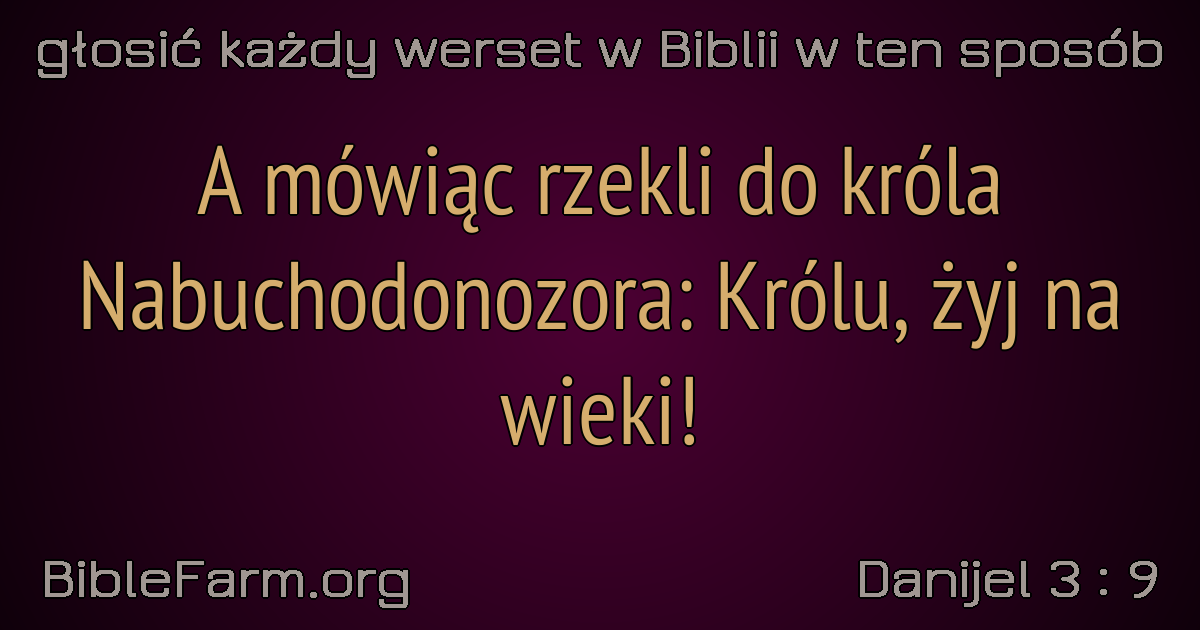 głosić każdy werset w Biblii w ten sposób
A mówiąc rzekli do króla
Nabuchodonozora: Królu, żyj na
wieki!
BibleFarm.org
Danijel 3 : 9